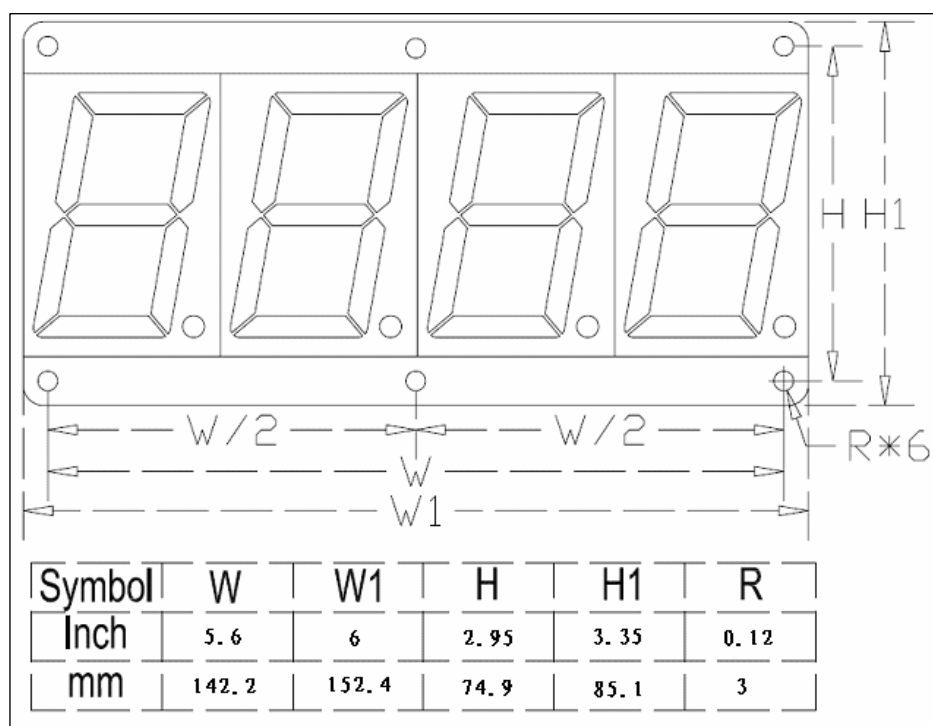 H H1
W/2 W/2
R*6
W
W1
Symbol W W1 H H1 R
Inch 5.6 6 2.95 3.35 0.12
mm 142.2 152.4 74.9 85.1 3